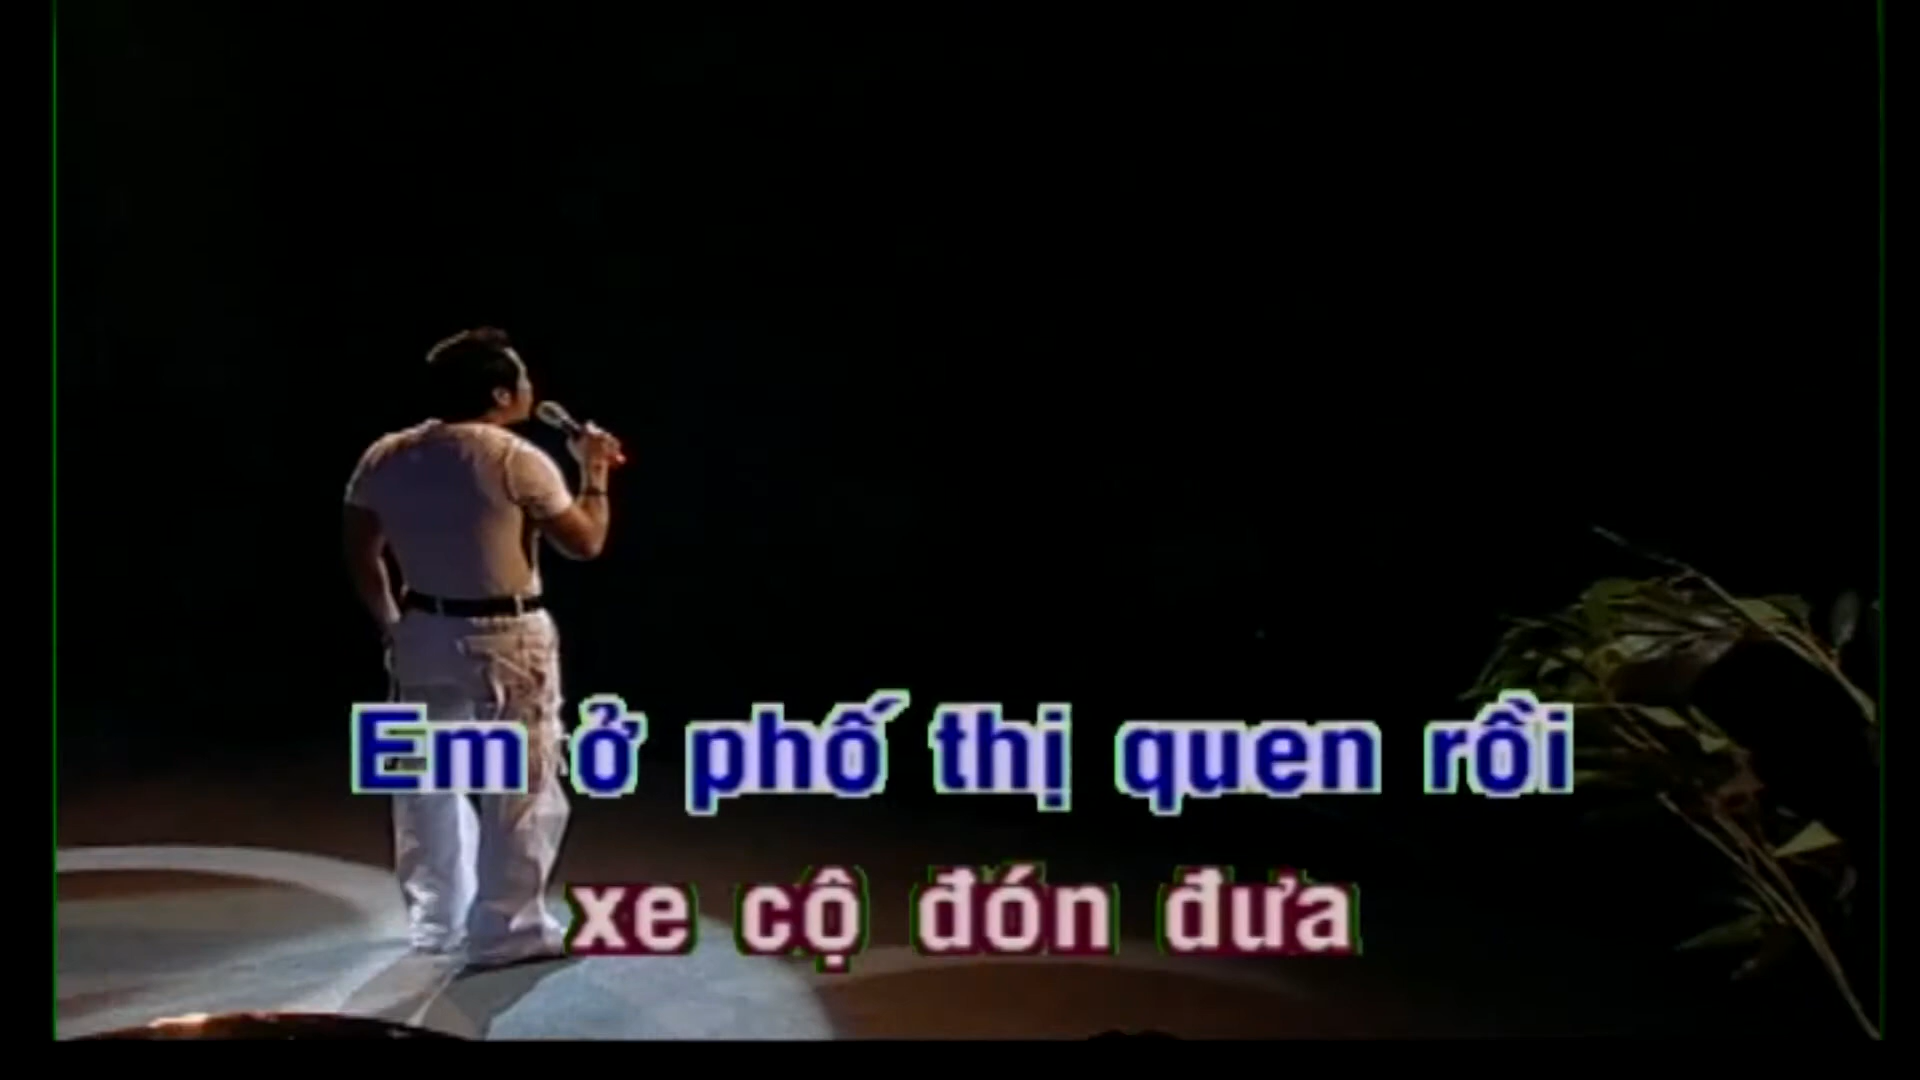 Em ở phố thị quen rồi
xe cộ đón đưa